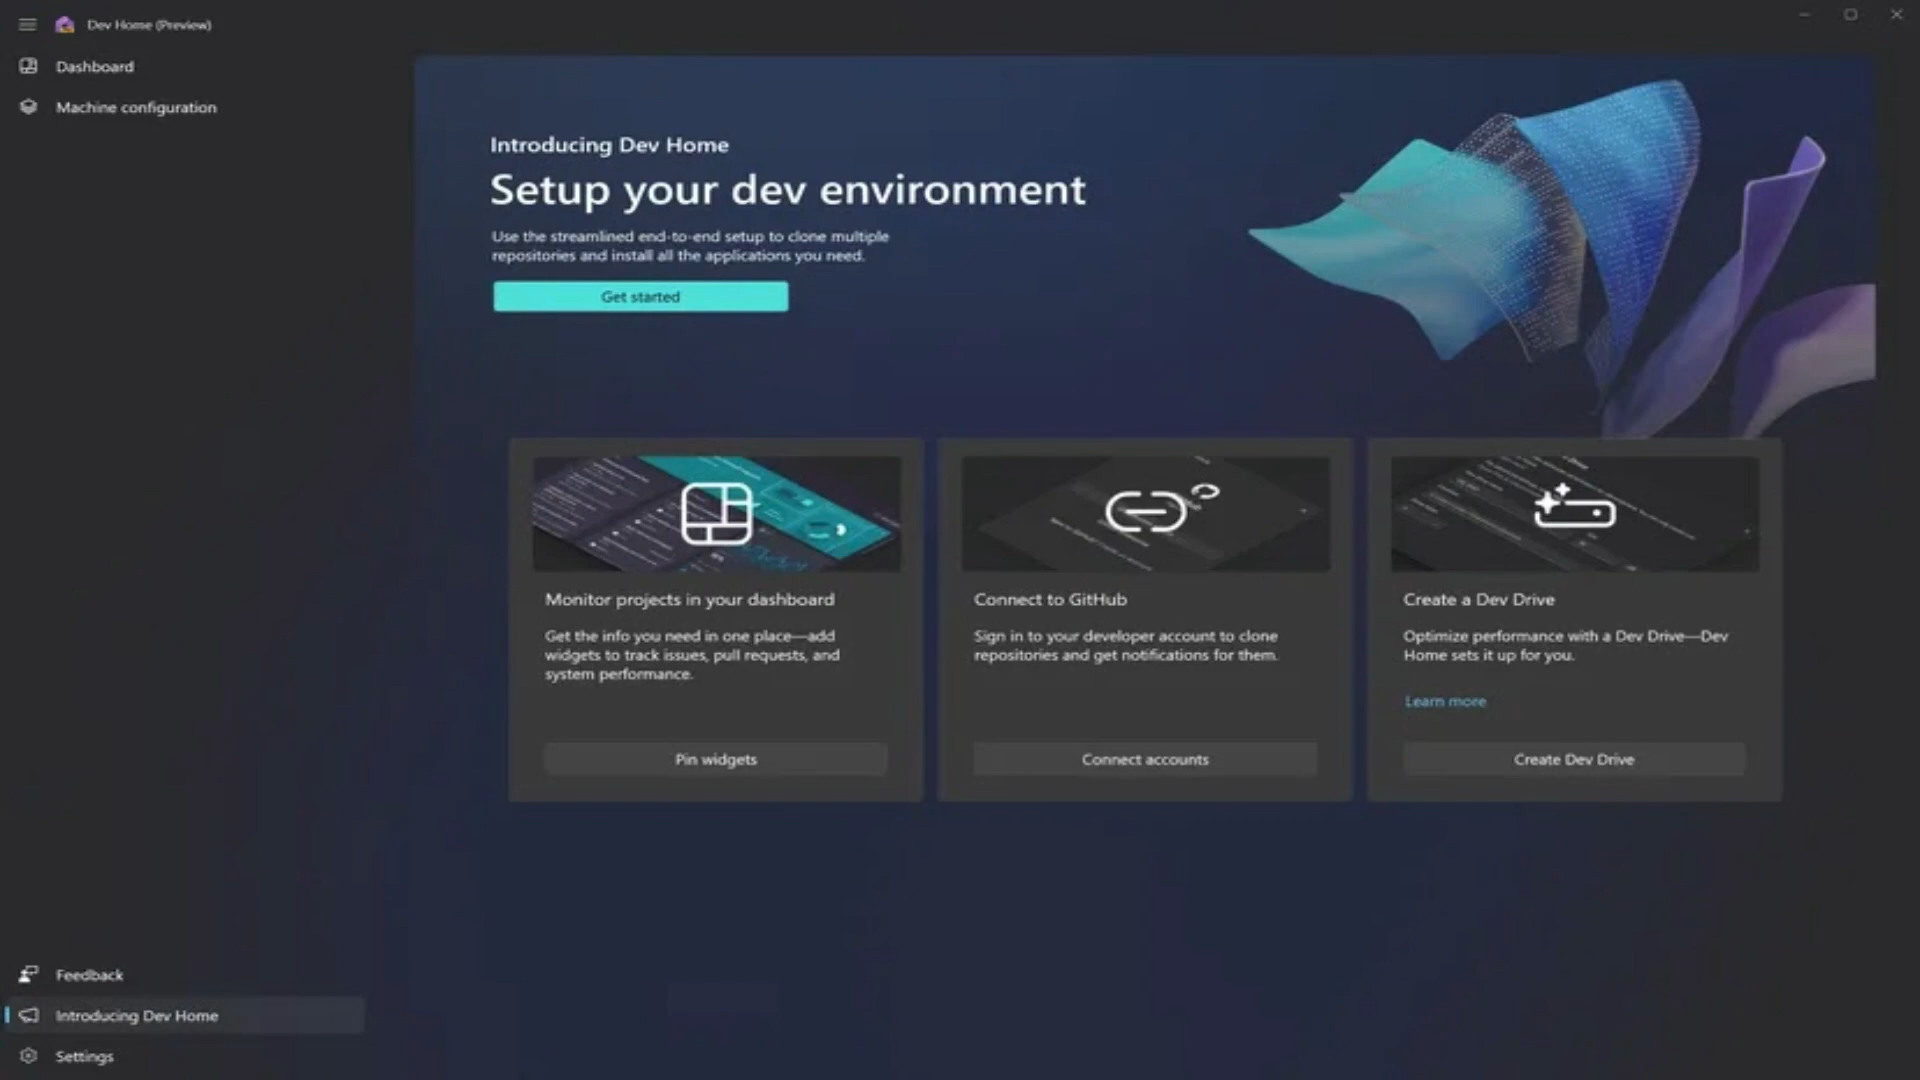 Dev Home (Preview)
Dashboard
Machine configuration
Introducing Dev Home
Setup your dev environment
Use the streamlined end-to-end setup to clone multiple
repositories and install all the applications you need.
Get started
Monitor projects in your dashboard
Get the info you need in one place—add
widgets to track issues, pull requests, and
system performance.
Pin widgets
Connect to GitHub
Sign in to your developer account to clone
repositories and get notifications for them.
Connect accounts
Create a Dev Drive
Optimize performance with a Dev Drive—Dev
Home sets it up for you.
Learn more
Create Dev Drive
Feedback
Introducing Dev Home
Settings